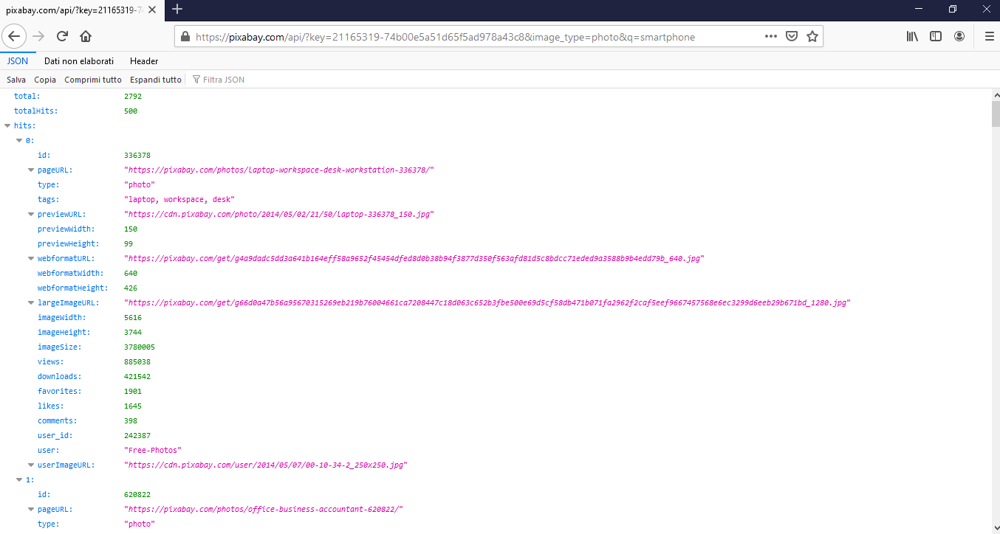 pixabay.com/api/?key=21165319-7
https://pixabay.com/api/?key=21165319-74b00e5a51d65f5ad978a43c8&image_type=photo&q=smartphone
JSON Dati non elaborati Header
Salva Copia Comprimi tutto Espandi tutto Filtra JSON
total: 2792
totalHits: 500
hits:
0:
id: 336378
pageURL: "https://pixabay.com/photos/laptop-workspace-desk-workstation-336378/"
type: "photo"
tags: "laptop, workspace, desk"
previewURL: "https://cdn.pixabay.com/photo/2014/05/02/21/50/laptop-336378_150.jpg"
previewWidth: 150
previewHeight: 99
webformatURL: "https://pixabay.com/get/g4a9dadc5dd3a641b164eff58a9652f45454dfed8d0b38b94f3877d350f563afd81d5c8bdcc71eded9a3588b9b4edd79b_640.jpg"
webformatWidth: 640
webformatHeight: 426
largeImageURL: "https://pixabay.com/get/g66d0a47b56a95670315269eb219b76004661ca7208447c18d063c652b3fbe500e69d5cf58db471b071fa2962f2caf5eef9667457568e6ec3299d6eeb29b671bd_1280.jpg"
imageWidth: 5616
imageHeight: 3744
imageSize: 3780005
views: 885038
downloads: 421542
favorites: 1901
likes: 1645
comments: 398
user_id: 242387
user: "Free-Photos"
userImageURL: "https://cdn.pixabay.com/user/2014/05/07/00-10-34-2_250x250.jpg"
1:
id: 620822
pageURL: "https://pixabay.com/photos/office-business-accountant-620822/"
type: "photo"